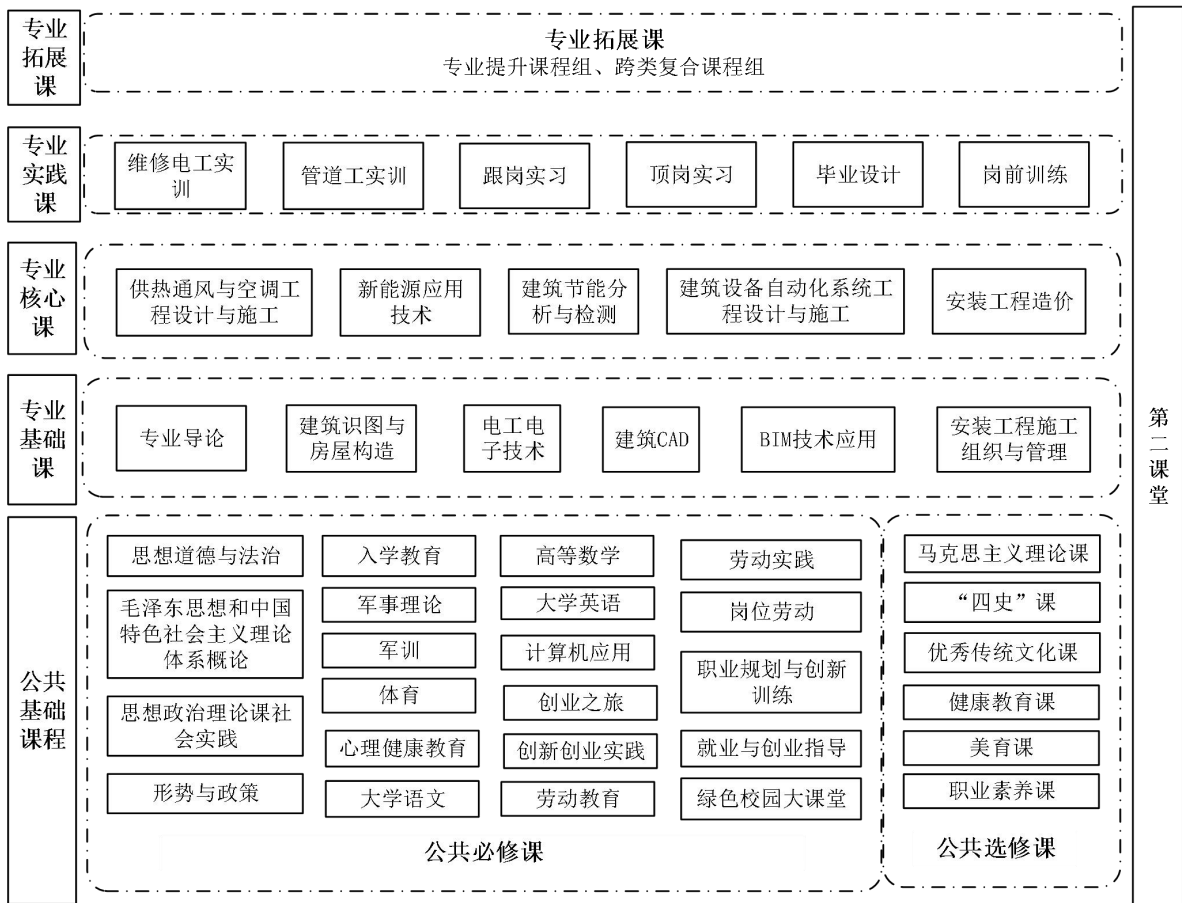 专业
拓展
课
专业拓展课
专业提升课程组、跨类复合课程组
专业
实践
课
维修电工实
训
管道工实训
跟岗实习
顶岗实习
毕业设计
岗前训练
专业
核心
课
供热通风与空调工
程设计与施工
新能源应用
技术
建筑节能分
析与检测
建筑设备自动化系统工
程设计与施工
安装工程造价
专业
基础
课
专业导论
建筑识图与
房屋构造
电工电
子技术
建筑CAD
BIM技术应用
安装工程施工
组织与管理
公共
基础
课程
思想道德与法治
毛泽东思想和中国
特色社会主义理论
体系概论
思想政治理论课社
会实践
形势与政策
入学教育
军事理论
军训
体育
心理健康教育
大学语文
高等数学
大学英语
计算机应用
创业之旅
创新创业实践
劳动教育
劳动实践
岗位劳动
职业规划与创新
训练
就业与创业指导
绿色校园大课堂
公共必修课
马克思主义理论课
“四史”课
优秀传统文化课
健康教育课
美育课
职业素养课
公共选修课
第二课堂